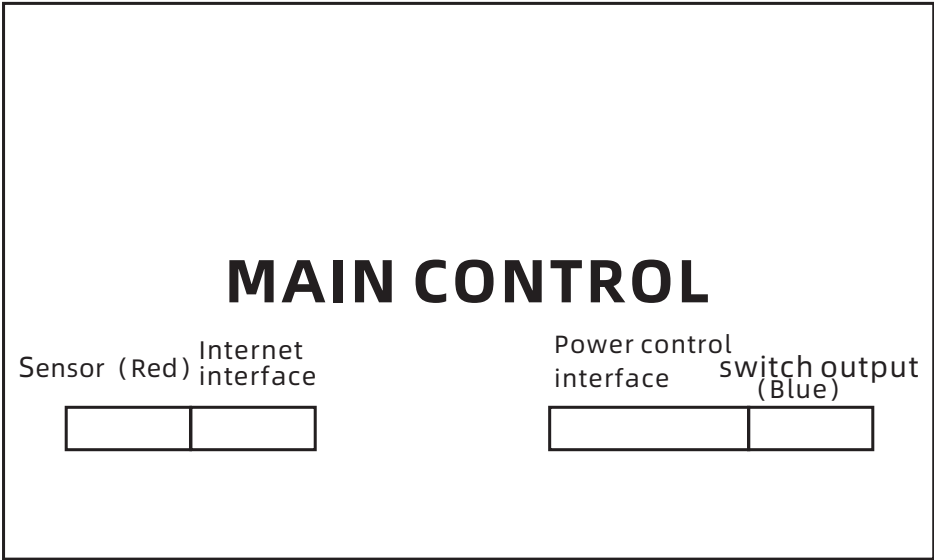 MAIN CONTROL
Sensor (Red)
Internet
interface
Power control
interface
switch output
(Blue)